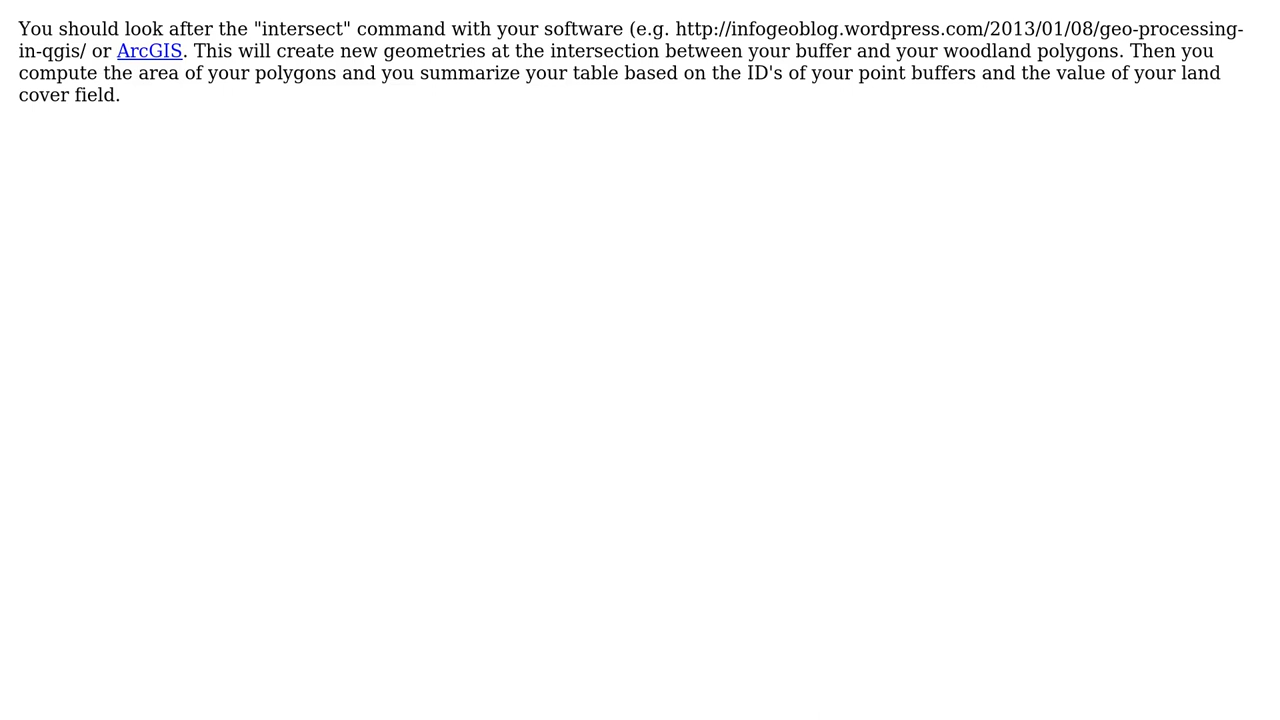 You should look after the "intersect" command with your software (e.g. http://infogeoblog.wordpress.com/2013/01/08/geo-processing-
in-qgis/ or ArcGIS. This will create new geometries at the intersection between your buffer and your woodland polygons. Then you
compute the area of your polygons and you summarize your table based on the ID's of your point buffers and the value of your land
cover field.